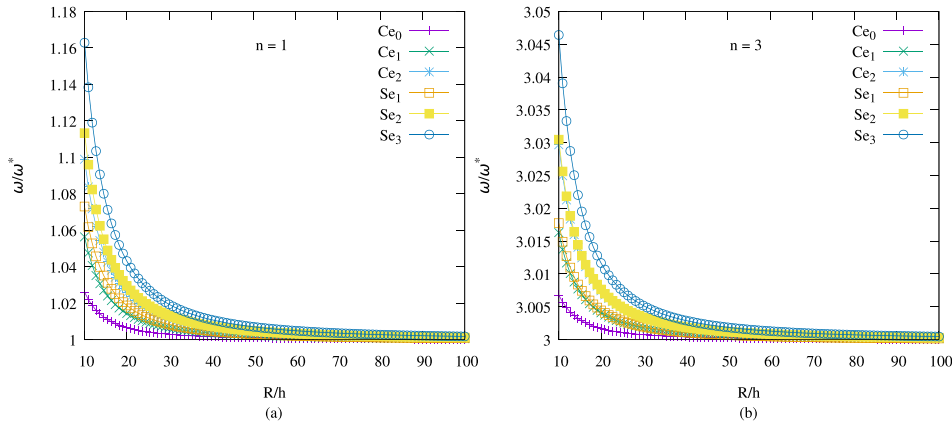 1.18
1.16
1.14
1.12
1.1
1.08
1.06
1.04
1.02
1
ω/ω*
n = 1
Ce0
Ce1
Ce2
Se1
Se2
Se3
10 20 30 40 50 60 70 80 90 100
R/h
(a)
3.05
3.045
3.04
3.035
3.03
3.025
3.02
3.015
3.01
3.005
3
ω/ω*
n = 3
Ce0
Ce1
Ce2
Se1
Se2
Se3
10 20 30 40 50 60 70 80 90 100
R/h
(b)